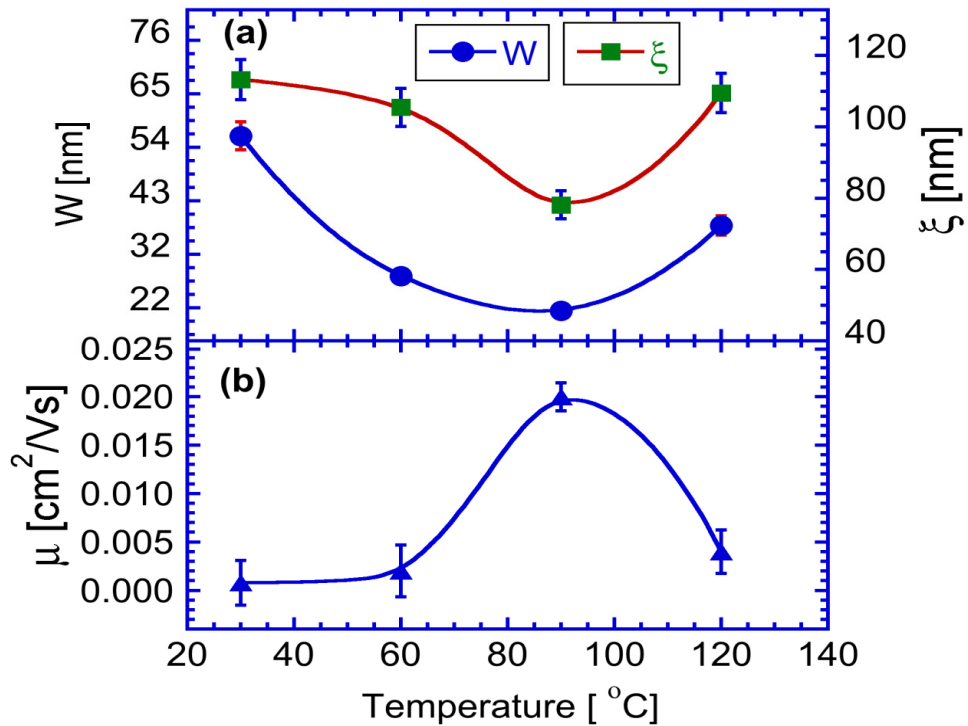 (a)
W
ξ
W [nm]
76
65
54
43
32
22
ξ [nm]
120
100
80
60
40
(b)
μ [cm²/Vs]
0.025
0.020
0.015
0.010
0.005
0.000
20 40 60 80 100 120 140
Temperature [ °C]